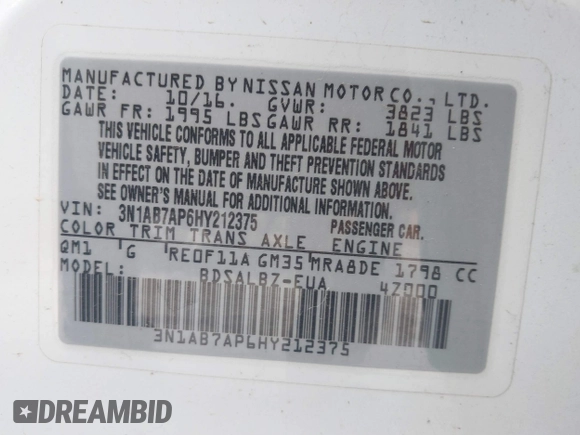 MANUFACTURED BY NISSAN MOTOR CO., LTD.
DATE: 10/16. GVWR: 3823 LBS
GAWR FR: 1995 LBS GAWR RR: 1841 LBS
THIS VEHICLE CONFORMS TO ALL APPLICABLE FEDERAL MOTOR
VEHICLE SAFETY, BUMPER AND THEFT PREVENTION STANDARDS
IN EFFECT ON THE DATE OF MANUFACTURE SHOWN ABOVE.
SEE OWNER'S MANUAL FOR ADDITIONAL INFORMATION.
VIN: 3N1AB7AP6HY212375 PASSENGER CAR.
COLOR TRIM TRANS AXLE ENGINE
QM1 G RE0F11A GM35 MRA8DE 1798 CC
MODEL: BDSALBZ-EUA 4Z000
3N1AB7AP6HY212375
DREAMBID